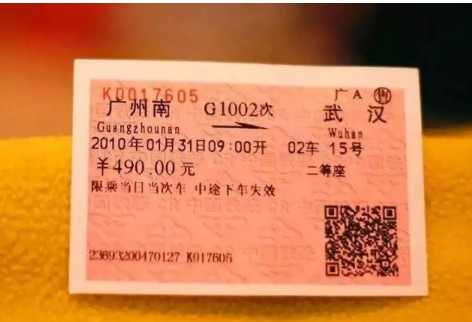 K0017605 广A 售
广州南 G1002次 武汉
Guangzhounan Wuhan
2010年01月31日09:00开 02车 15号
￥490.00元 二等座
限乘当日当次车 中途下车失效
23693200470127 K017605